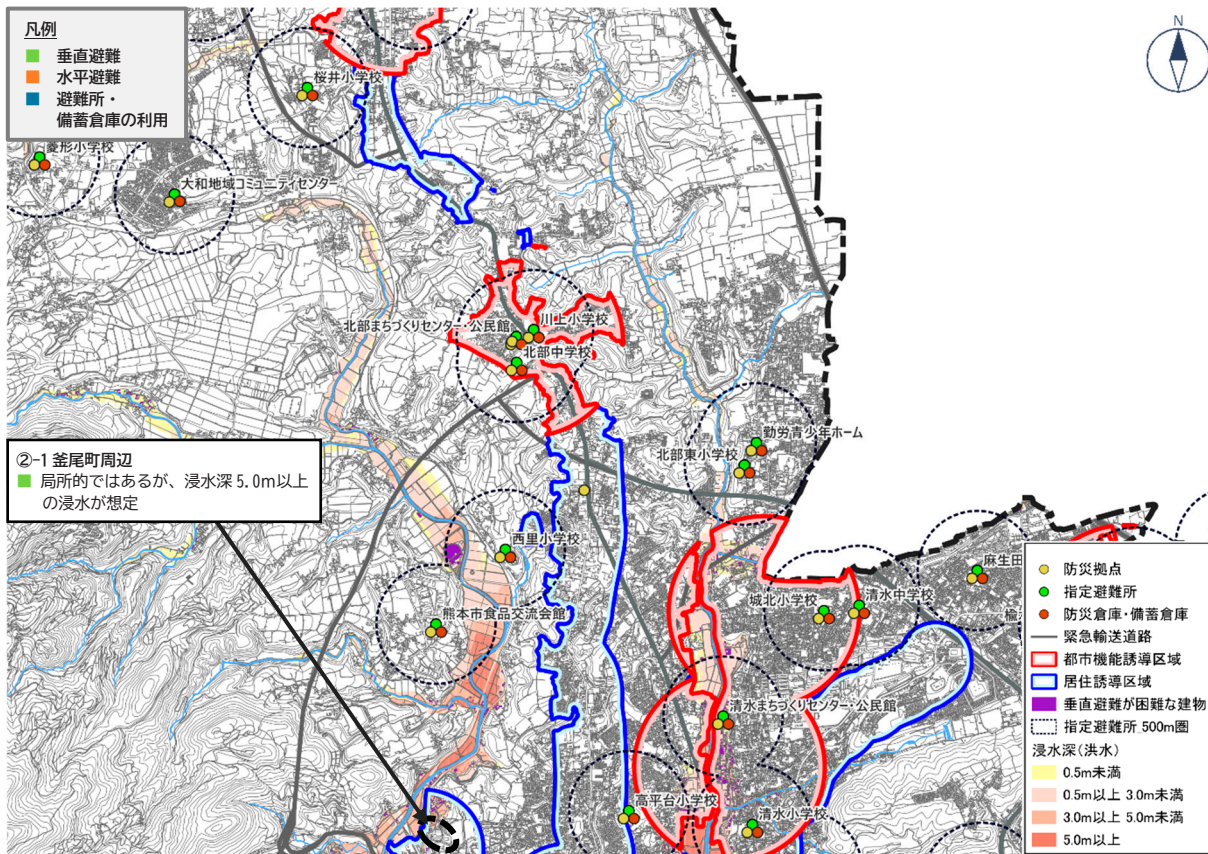 凡例
垂直避難
水平避難
避難所・
備蓄倉庫の利用
N
桜井小学校
菱形小学校
大和地域コミュニティセンター
北部まちづくりセンター・公民館
川上小学校
北部中学校
②-1 釜尾町周辺
局所的ではあるが、浸水深 5.0m以上
の浸水が想定
勤労青少年ホーム
北部東小学校
西里小学校
熊本市食品交流会館
城北小学校
清水中学校
麻生田
清水まちづくりセンター・公民館
高平台小学校
清水小学校
防災拠点
指定避難所
防災倉庫・備蓄倉庫
緊急輸送道路
都市機能誘導区域
居住誘導区域
垂直避難が困難な建物
指定避難所_500m圏
浸水深(洪水)
0.5m未満
0.5m以上 3.0m未満
3.0m以上 5.0m未満
5.0m以上